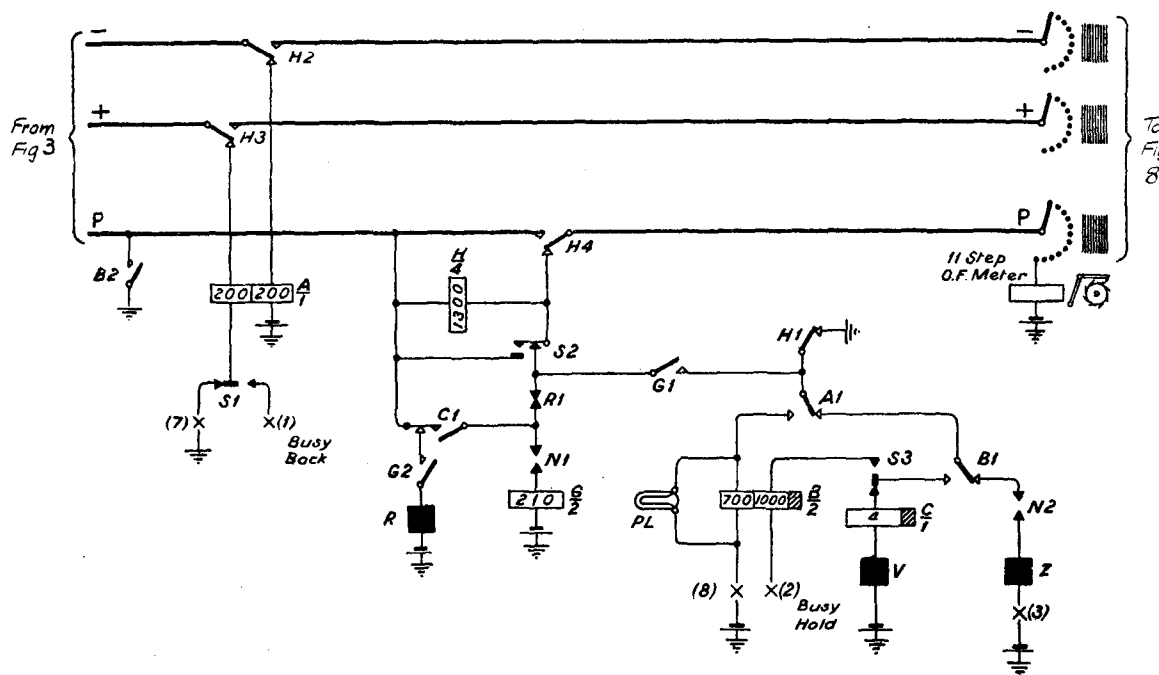 −
H2
−
+
H3
+
From
Fig 3
To
Fig
8
P
H4
P
B2
H
4
1300
11 Step
O.F. Meter
200 200
A
1
S2
H1
G1
R1
A1
S1
C1
(7)
(1)
Busy
Back
G2
N1
S3
B1
210
G
2
PL
700 1000
B
2
4
C
1
N2
R
V
Z
(8)
(2)
Busy
Hold
(3)